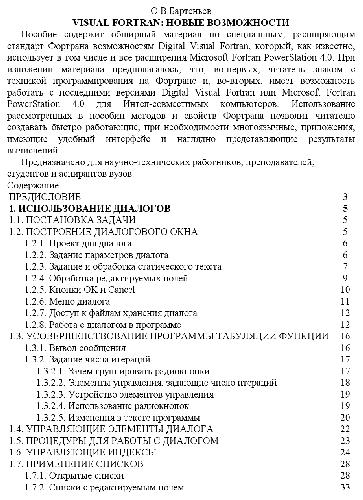 О В Бартеньев
VISUAL FORTRAN: НОВЫЕ ВОЗМОЖНОСТИ
Пособие содержит обширный материал по специальным, расширяющим
стандарт Фортрана возможностям Digital Visual Fortran, который, как известно,
использует в том числе и все расширения Microsoft Fortran PowerStation 4.0. При
изложении материала предполагалось, что, во-первых, читатель знаком с
техникой программирования на Фортране и, во-вторых, имеет возможность
работать с последними версиями Digital Visual Fortran или Microsoft Fortran
PowerStation 4.0 для Интел-совместимых компьютеров. Использование
рассмотренных в пособии методов и свойств Фортрана позволит читателю
создавать быстро работающие, при необходимости многооконные, приложения,
имеющие удобный интерфейс и наглядно представляющие результаты
вычислений
Предназначено для научно-технических работников, преподавателей,
студентов и аспирантов вузов
Содержание
ПРЕДИСЛОВИЕ 3
1. ИСПОЛЬЗОВАНИЕ ДИАЛОГОВ 5
1.1. ПОСТАНОВКА ЗАДАЧИ 5
1.2. ПОСТРОЕНИЕ ДИАЛОГОВОГО ОКНА 5
1.2.1. Проект для диалога 6
1.2.2. Задание параметров диалога 6
1.2.3. Задание и обработка статического текста 7
1.2.4. Обработка редактируемых полей 9
1.2.5. Кнопки OK и Cancel 10
1.2.6. Меню диалога 11
1.2.7. Доступ к файлам хранения диалога 12
1.2.8. Работа с диалогом в программе 12
1.3. УСОВЕРШЕНСТВОВАНИЕ ПРОГРАММЫ ТАБУЛЯЦИИ ФУНКЦИИ 16
1.3.1. Вывод сообщения 16
1.3.2. Задание числа итераций 17
1.3.2.1. Зачем группировать радиокнопки 17
1.3.2.2. Элементы управления, задающие число итераций 18
1.3.2.3. Устройство элементов управления 19
1.3.2.4. Использование радиокнопок 19
1.3.2.5. Изменения в тексте программы 20
1.4. УПРАВЛЯЮЩИЕ ЭЛЕМЕНТЫ ДИАЛОГА 22
1.5. ПРОЦЕДУРЫ ДЛЯ РАБОТЫ С ДИАЛОГОМ 23
1.6. УПРАВЛЯЮЩИЕ ИНДЕКСЫ 24
1.7. ПРИМЕНЕНИЕ СПИСКОВ 28
1.7.1. Открытые списки 28
1.7.2. Списки с редактируемым полем 33